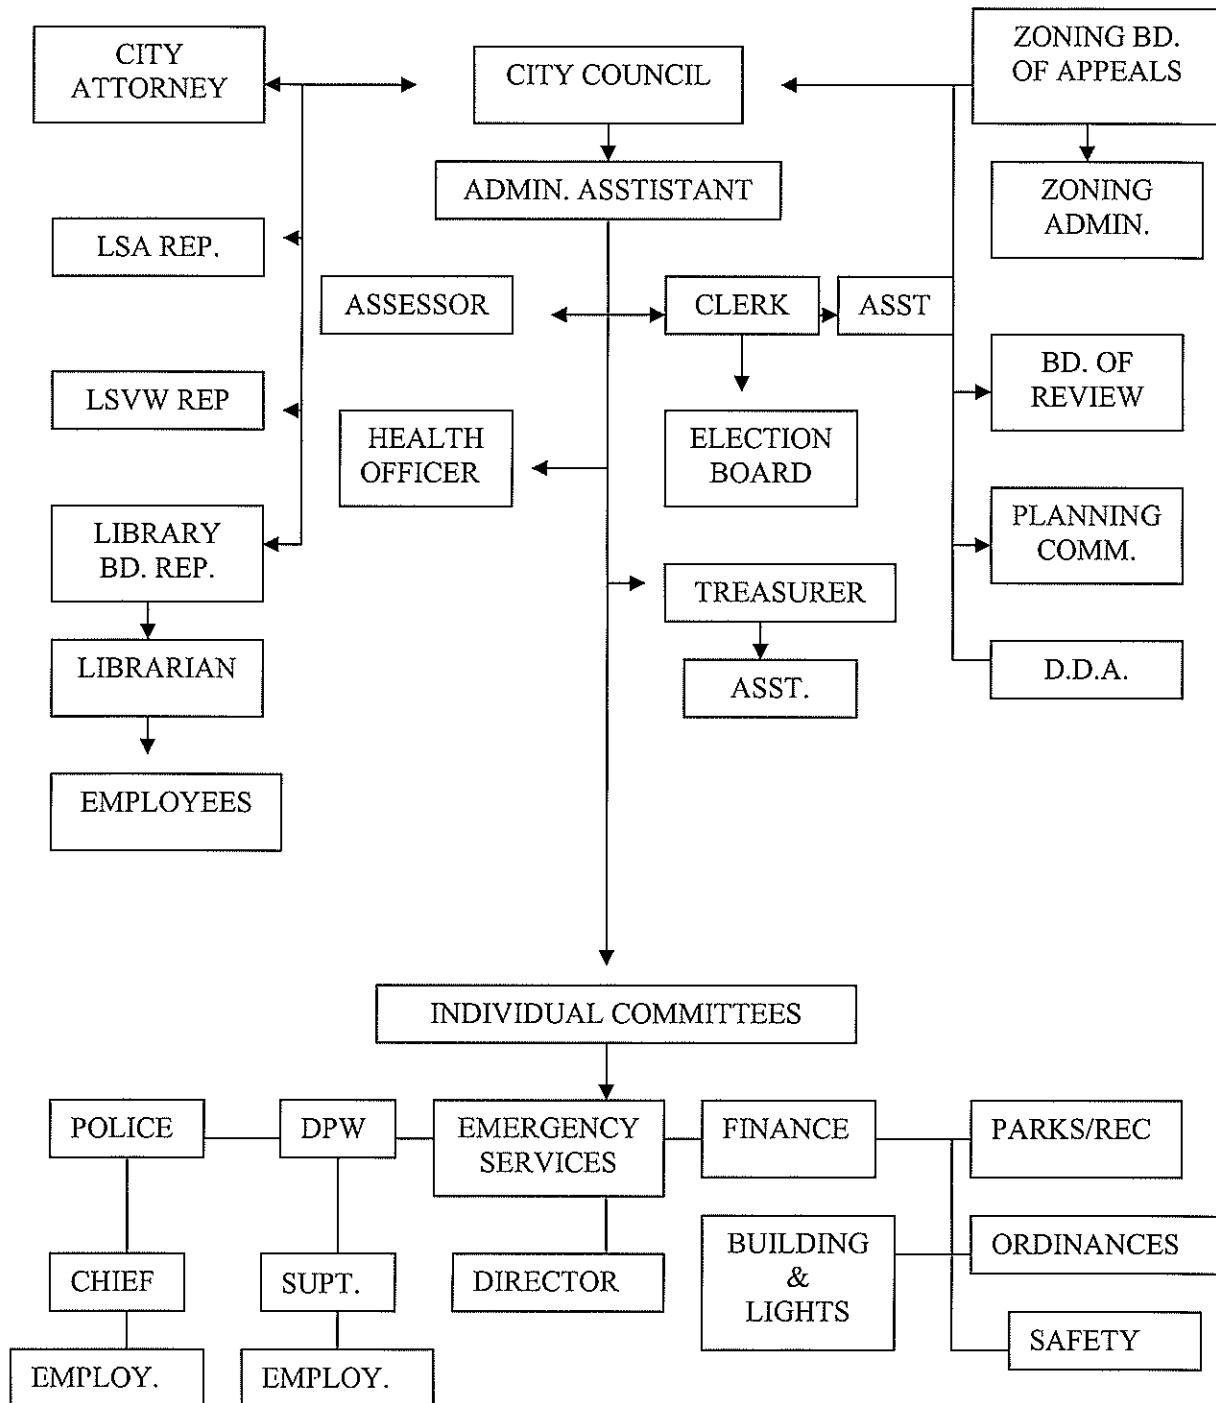 CITY
ATTORNEY
CITY COUNCIL
ZONING BD.
OF APPEALS
ADMIN. ASSTISTANT
ZONING
ADMIN.
LSA REP.
ASSESSOR
CLERK
ASST
BD. OF
REVIEW
LSVW REP
HEALTH
OFFICER
ELECTION
BOARD
PLANNING
COMM.
LIBRARY
BD. REP.
TREASURER
LIBRARIAN
ASST.
D.D.A.
EMPLOYEES
INDIVIDUAL COMMITTEES
POLICE
DPW
EMERGENCY
SERVICES
FINANCE
PARKS/REC
CHIEF
SUPT.
DIRECTOR
BUILDING
&
LIGHTS
ORDINANCES
SAFETY
EMPLOY.
EMPLOY.